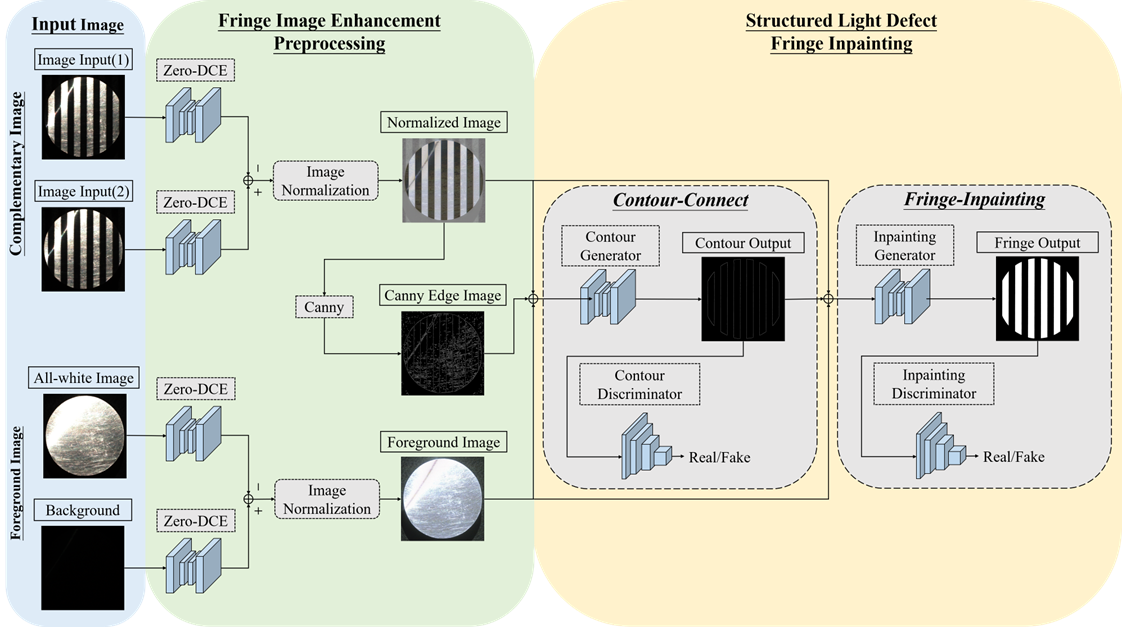 Input Image
Fringe Image Enhancement
Preprocessing
Structured Light Defect
Fringe Inpainting
Complementary Image
Image Input(1)
Zero-DCE
Image Input(2)
Zero-DCE
−
+
Image
Normalization
Normalized Image
Canny
Canny Edge Image
Foreground Image
All-white Image
Zero-DCE
Background
Zero-DCE
−
+
Image
Normalization
Foreground Image
Contour-Connect
Contour
Generator
Contour Output
Contour
Discriminator
Real/Fake
Fringe-Inpainting
Inpainting
Generator
Fringe Output
Inpainting
Discriminator
Real/Fake